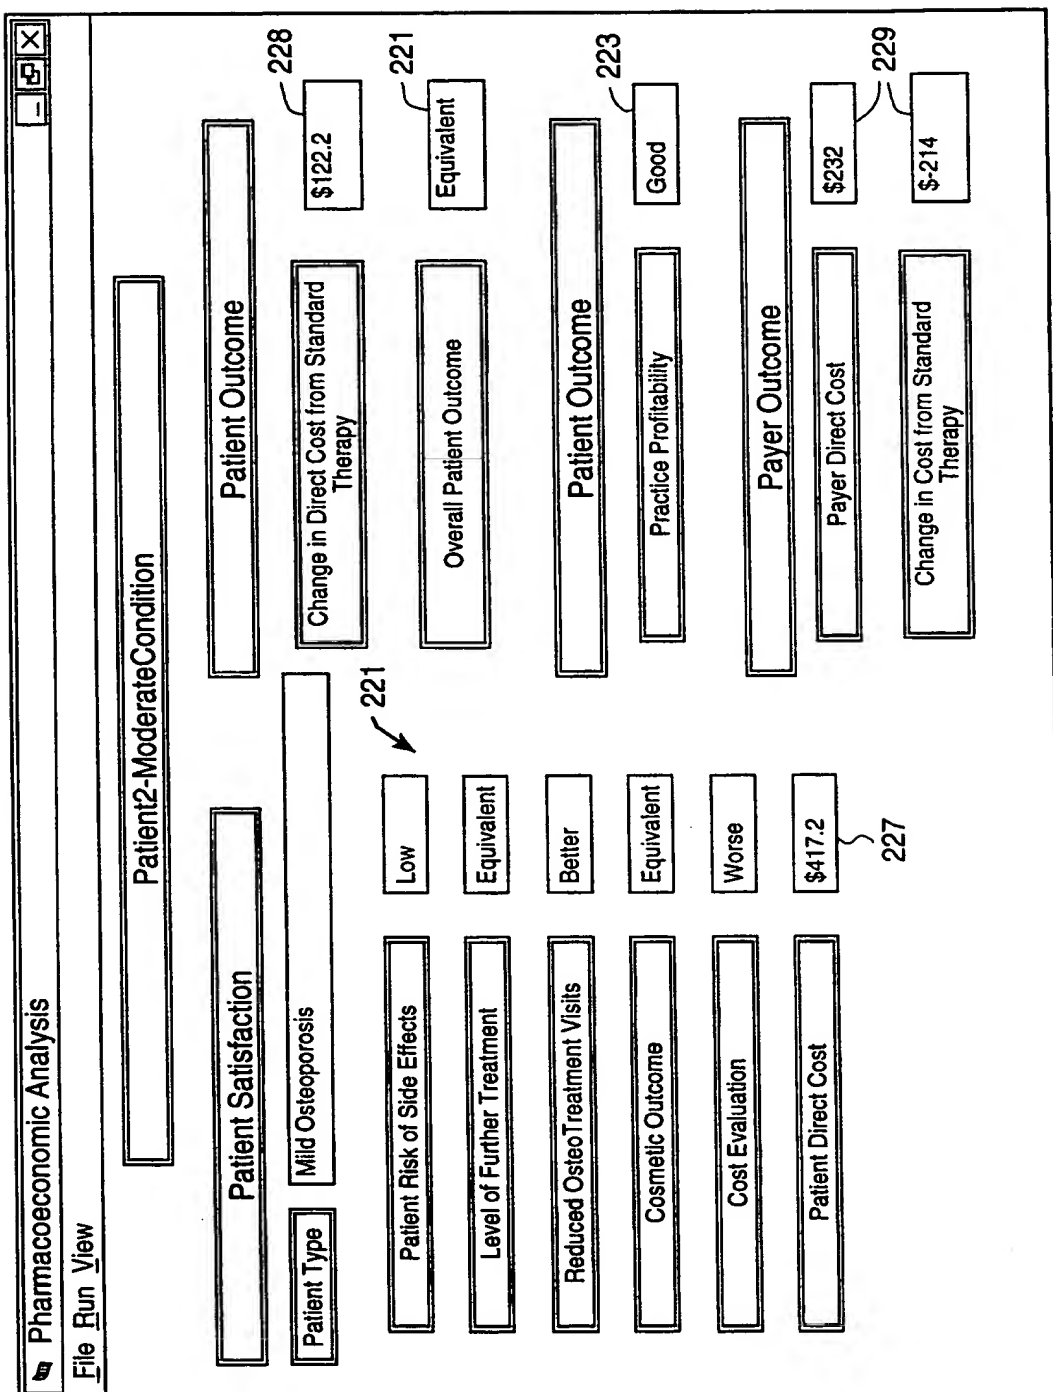 Pharmacoeconomic Analysis
File Run View
Patient2-ModerateCondition
Patient Satisfaction
Patient Type
Mild Osteoporosis
221
Patient Risk of Side Effects
Low
Level of Further Treatment
Equivalent
Reduced OsteoTreatment Visits
Better
Cosmetic Outcome
Equivalent
Cost Evaluation
Worse
Patient Direct Cost
$417.2
227
Patient Outcome
Change in Direct Cost from Standard
Therapy
$122.2
228
Overall Patient Outcome
Equivalent
221
Patient Outcome
Practice Profitability
Good
223
Payer Outcome
Payer Direct Cost
$232
229
Change in Cost from Standard
Therapy
$-214